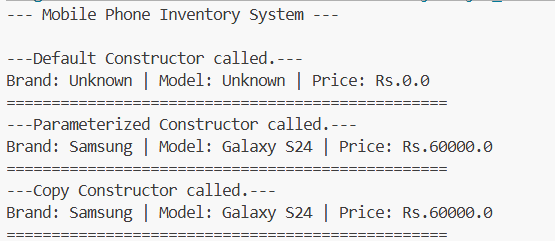 --- Mobile Phone Inventory System ---
---Default Constructor called.---
Brand: Unknown | Model: Unknown | Price: Rs.0.0
=================================================
---Parameterized Constructor called.---
Brand: Samsung | Model: Galaxy S24 | Price: Rs.60000.0
=================================================
---Copy Constructor called.---
Brand: Samsung | Model: Galaxy S24 | Price: Rs.60000.0
=================================================